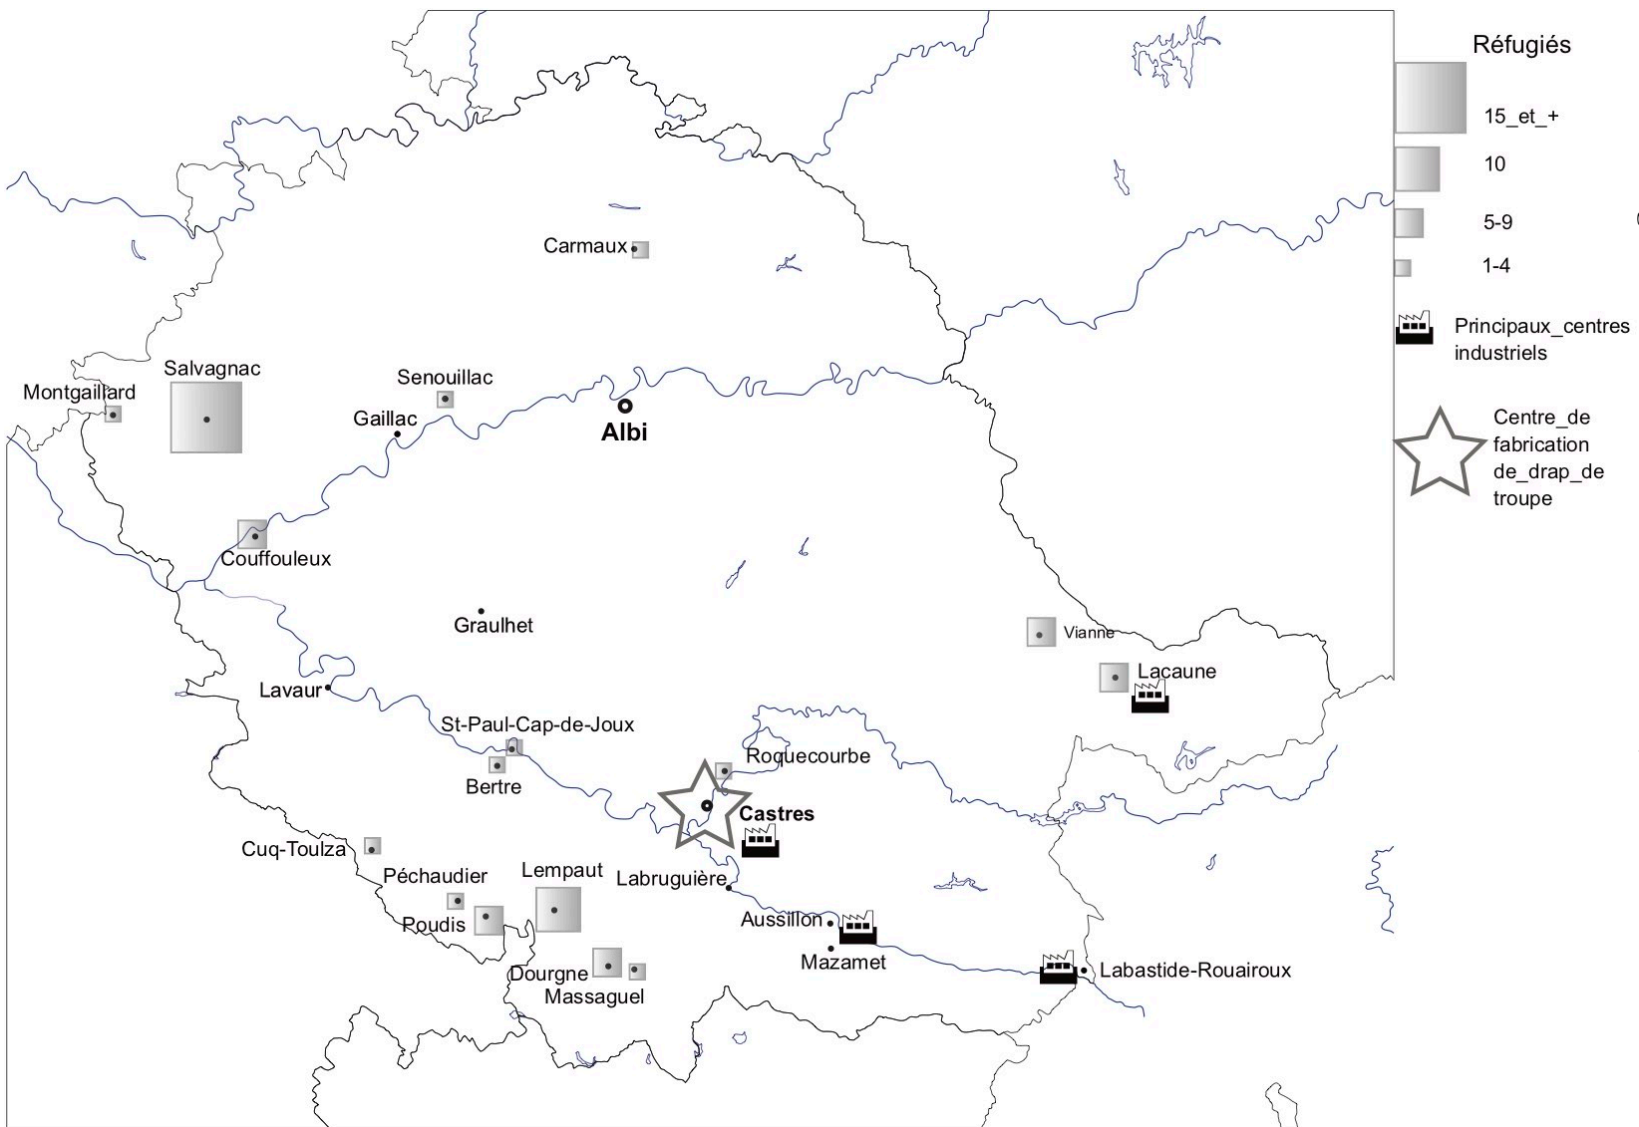 Réfugiés
15_et_+
10
5-9
1-4
Principaux_centres
industriels
Centre_de
fabrication
de_drap_de
troupe
Carmaux
Salvagnac
Montgaillard
Senouillac
Gaillac
Albi
Couffouleux
Graulhet
Vianne
Lacaune
Lavaur
St-Paul-Cap-de-Joux
Bertre
Roquecourbe
Castres
Cuq-Toulza
Péchaudier
Lempaut
Labruguière
Poudis
Aussillon
Mazamet
Dourgne
Massaguel
Labastide-Rouairoux